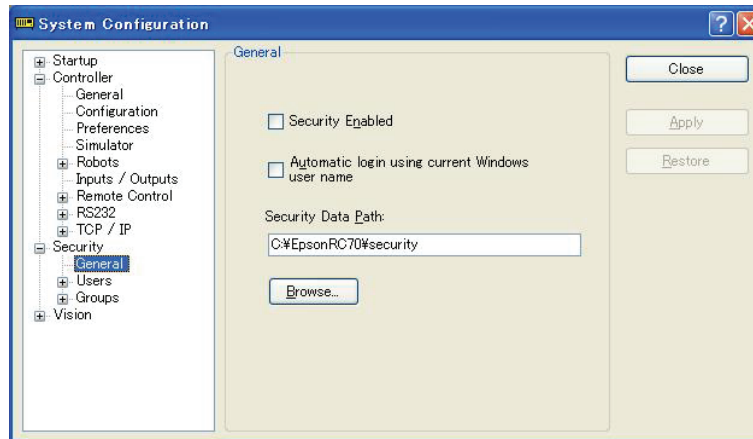 System Configuration
Startup
Controller
General
Configuration
Preferences
Simulator
Robots
Inputs / Outputs
Remote Control
RS232
TCP / IP
Security
General
Users
Groups
Vision
General
Security Enabled
Automatic login using current Windows
user name
Security Data Path:
C:¥EpsonRC70¥security
Browse...
Close
Apply
Restore